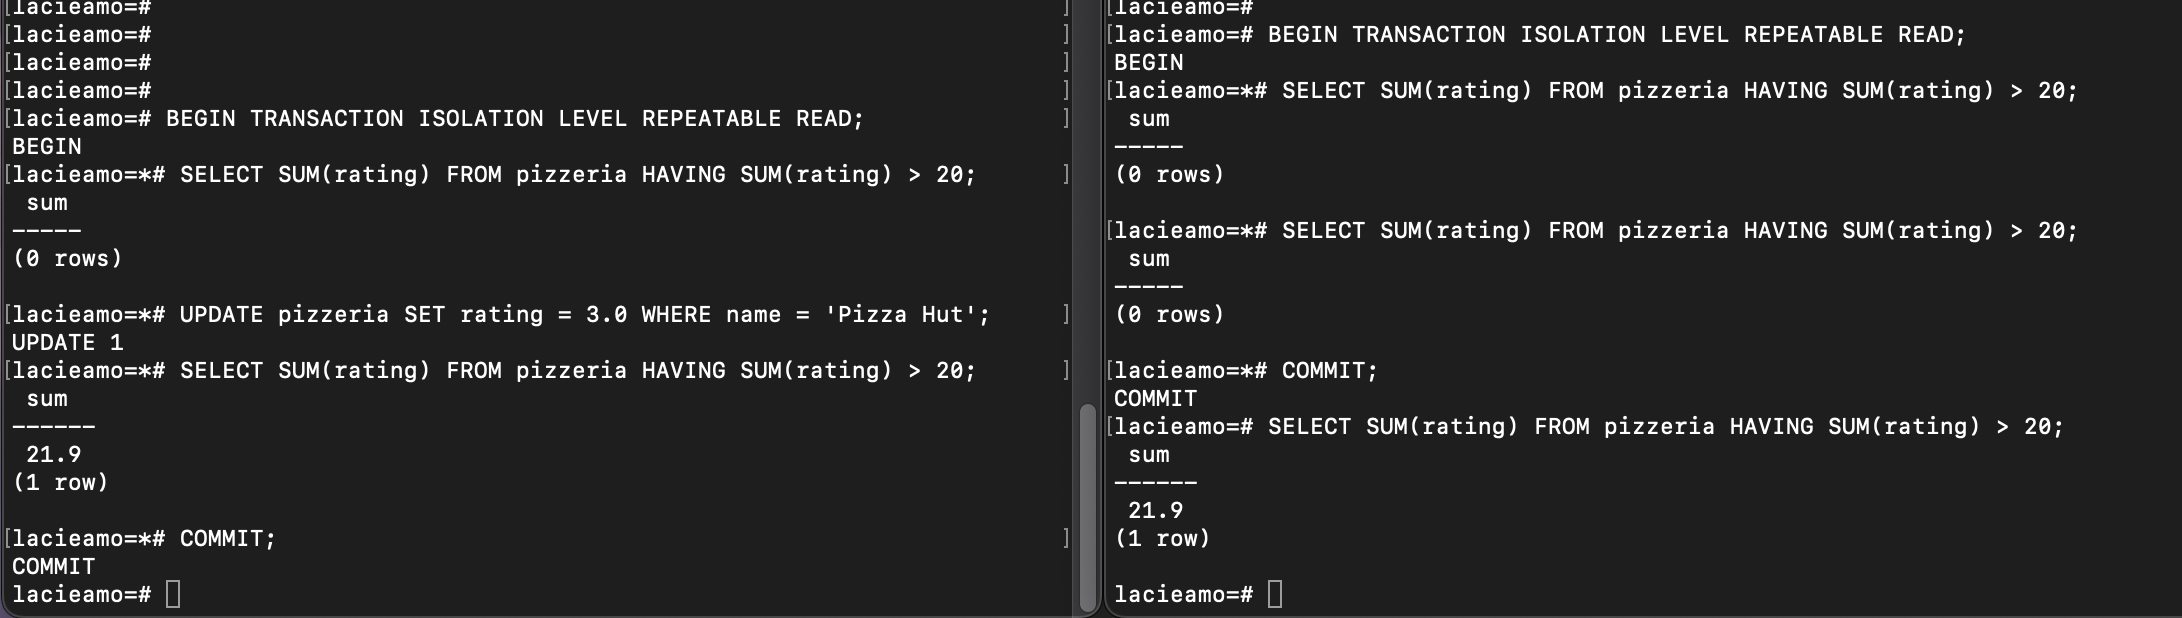 [lacieamo=# ]
[lacieamo=# ]
[lacieamo=# ]
[lacieamo=# ]
[lacieamo=# BEGIN TRANSACTION ISOLATION LEVEL REPEATABLE READ; ]
BEGIN
[lacieamo=*# SELECT SUM(rating) FROM pizzeria HAVING SUM(rating) > 20; ]
sum
-----
(0 rows)
[lacieamo=*# UPDATE pizzeria SET rating = 3.0 WHERE name = 'Pizza Hut'; ]
UPDATE 1
[lacieamo=*# SELECT SUM(rating) FROM pizzeria HAVING SUM(rating) > 20; ]
sum
------
21.9
(1 row)
[lacieamo=*# COMMIT; ]
COMMIT
lacieamo=#
[lacieamo=#
[lacieamo=# BEGIN TRANSACTION ISOLATION LEVEL REPEATABLE READ;
BEGIN
[lacieamo=*# SELECT SUM(rating) FROM pizzeria HAVING SUM(rating) > 20;
sum
-----
(0 rows)
[lacieamo=*# SELECT SUM(rating) FROM pizzeria HAVING SUM(rating) > 20;
sum
-----
(0 rows)
[lacieamo=*# COMMIT;
COMMIT
[lacieamo=# SELECT SUM(rating) FROM pizzeria HAVING SUM(rating) > 20;
sum
------
21.9
(1 row)
lacieamo=#